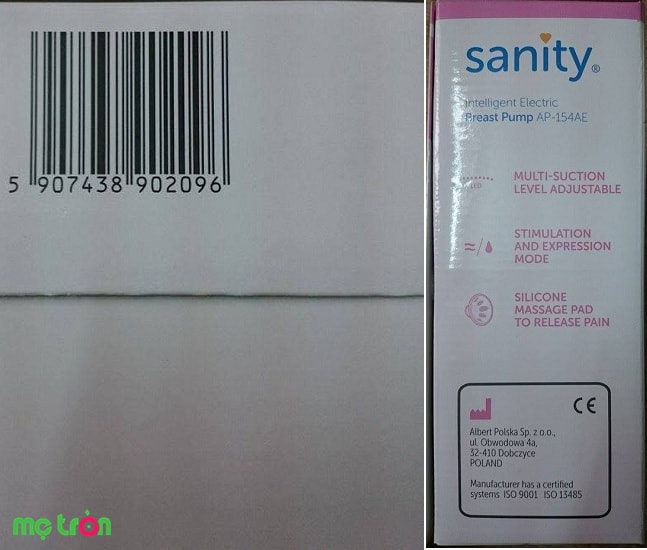 5 907438 902096
mẹ tròn
sanity®
Intelligent Electric
Breast Pump AP-154AE
MULTI-SUCTION
LEVEL ADJUSTABLE
STIMULATION
AND EXPRESSION
MODE
SILICONE
MASSAGE PAD
TO RELEASE PAIN
CE
Albert Polska Sp. z o.o.,
ul. Obwodowa 4a,
32-410 Dobczyce
POLAND
Manufacturer has a certified
systems ISO 9001 ISO 13485